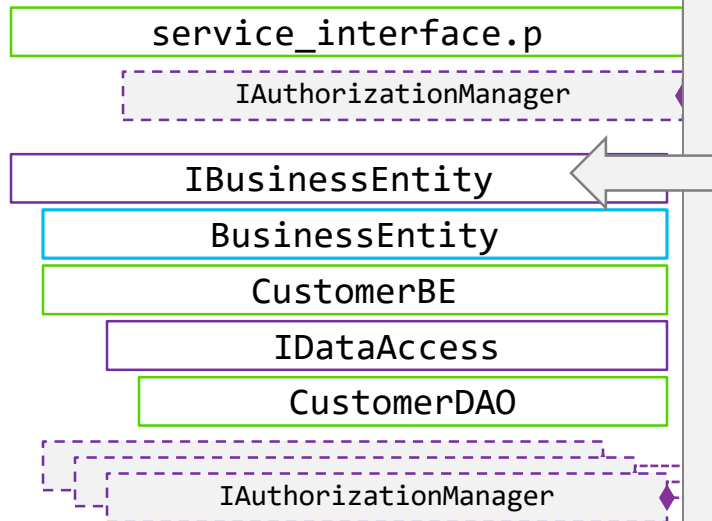 service_interface.p
IAuthorizationManager
IBusinessEntity
BusinessEntity
CustomerBE
IDataAccess
CustomerDAO
IAuthorizationManager